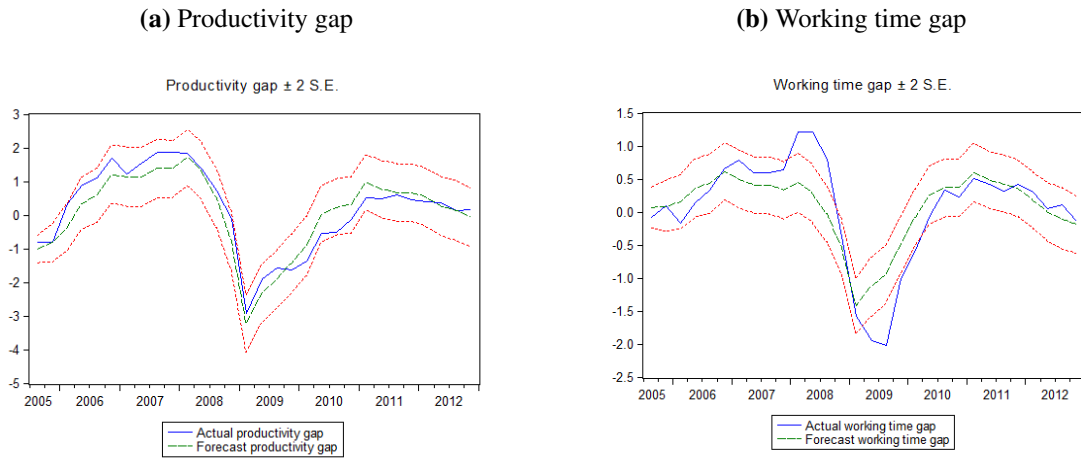 (a) Productivity gap
(b) Working time gap
Productivity gap ± 2 S.E.
3
2
1
0
-1
-2
-3
-4
-5
2005 2006 2007 2008 2009 2010 2011 2012
Actual productivity gap
Forecast productivity gap
Working time gap ± 2 S.E.
1.5
1.0
0.5
0.0
-0.5
-1.0
-1.5
-2.0
-2.5
2005 2006 2007 2008 2009 2010 2011 2012
Actual working time gap
Forecast working time gap